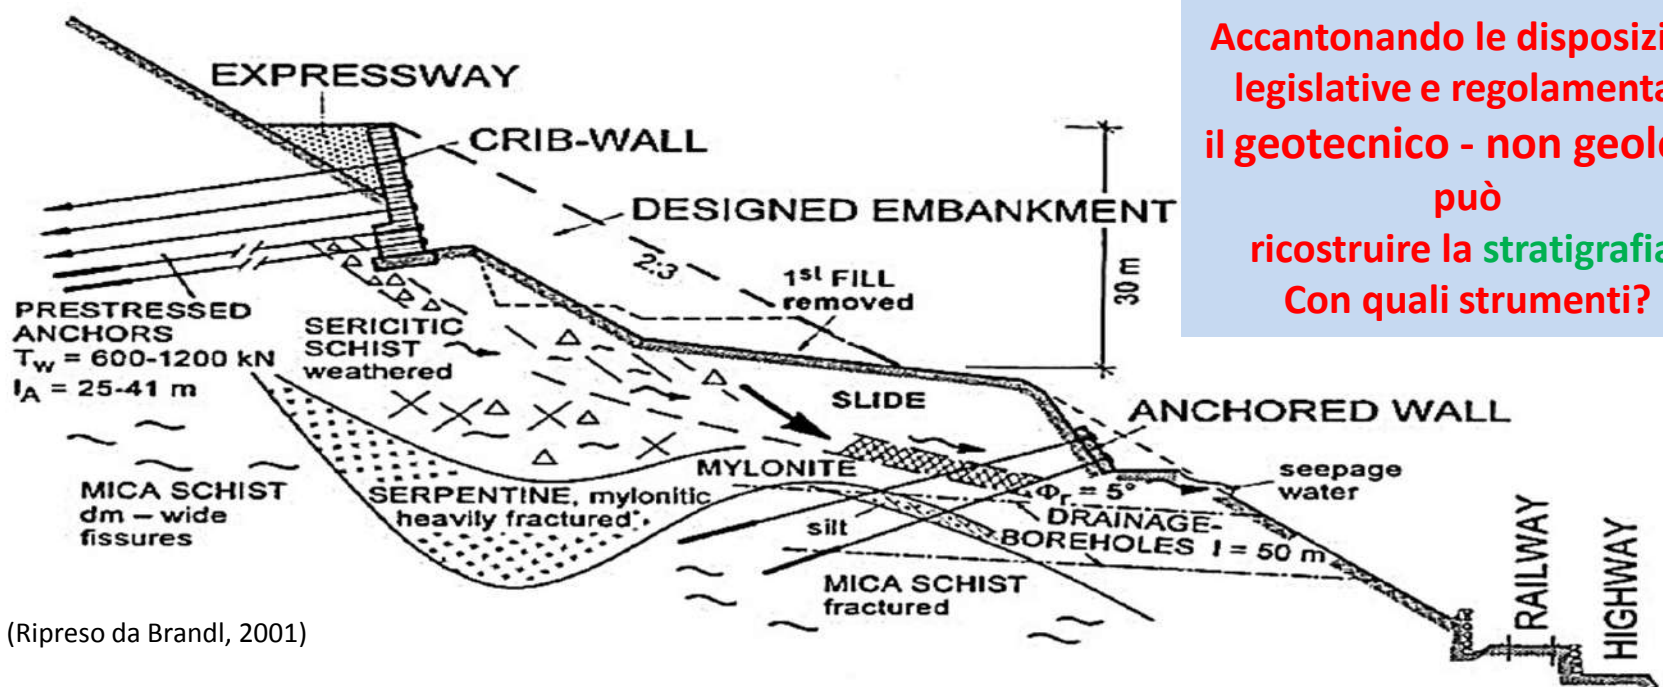 EXPRESSWAY
CRIB-WALL
DESIGNED EMBANKMENT
2:3
1st FILL
removed
30 m
PRESTRESSED
ANCHORS
Tw = 600-1200 kN
lA = 25-41 m
SERICITIC
SCHIST
weathered
SLIDE
ANCHORED WALL
MICA SCHIST
dm – wide
fissures
SERPENTINE, mylonitic
heavily fractured
MYLONITE
silt
Φr = 5°
seepage
water
DRAINAGE-
BOREHOLES l = 50 m
MICA SCHIST
fractured
RAILWAY
HIGHWAY
(Ripreso da Brandl, 2001)
Accantonando le
legislative e
il geotecnico - non
può
ricostruire la stratigrafia
Con quali strumenti?